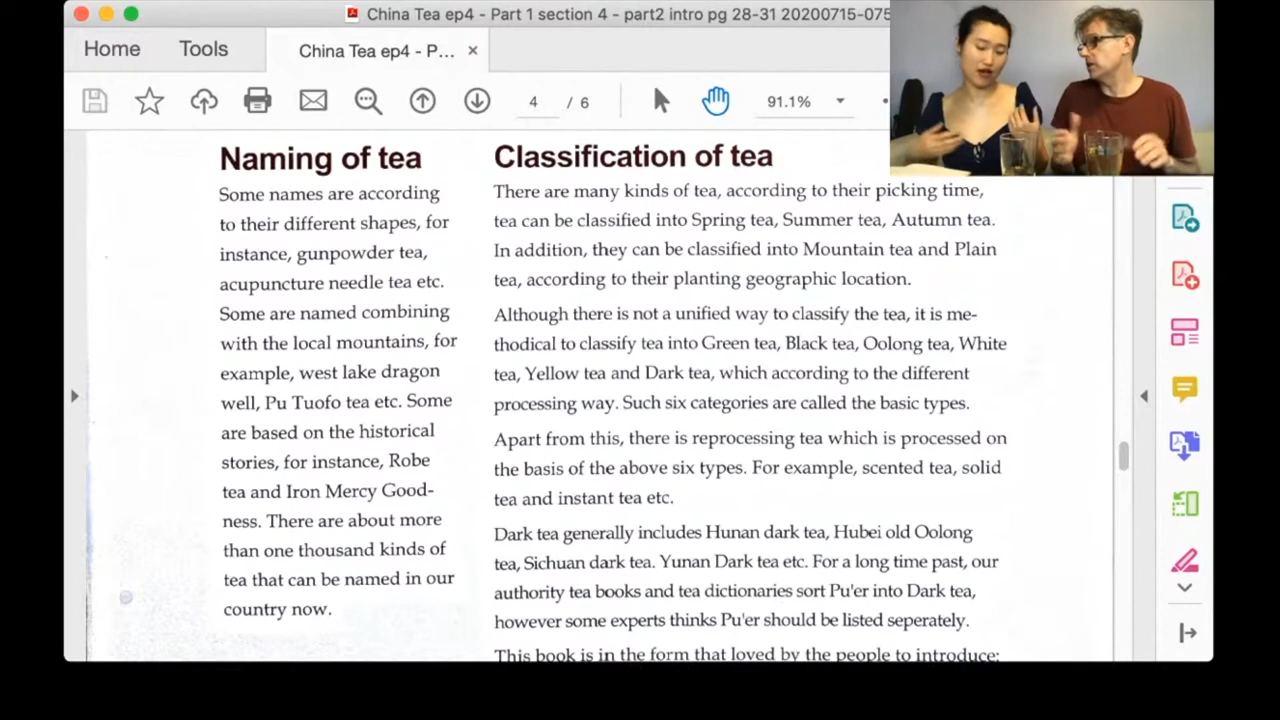 China Tea ep4 - Part 1 section 4 - part2 intro pg 28-31 20200715-075
Home
Tools
China Tea ep4 - P...
4 / 6
91.1%
Naming of tea
Some names are according
to their different shapes, for
instance, gunpowder tea,
acupuncture needle tea etc.
Some are named combining
with the local mountains, for
example, west lake dragon
well, Pu Tuofo tea etc. Some
are based on the historical
stories, for instance, Robe
tea and Iron Mercy Good-
ness. There are about more
than one thousand kinds of
tea that can be named in our
country now.
Classification of tea
There are many kinds of tea, according to their picking time,
tea can be classified into Spring tea, Summer tea, Autumn tea.
In addition, they can be classified into Mountain tea and Plain
tea, according to their planting geographic location.
Although there is not a unified way to classify the tea, it is me-
thodical to classify tea into Green tea, Black tea, Oolong tea, White
tea, Yellow tea and Dark tea, which according to the different
processing way. Such six categories are called the basic types.
Apart from this, there is reprocessing tea which is processed on
the basis of the above six types. For example, scented tea, solid
tea and instant tea etc.
Dark tea generally includes Hunan dark tea, Hubei old Oolong
tea, Sichuan dark tea. Yunan Dark tea etc. For a long time past, our
authority tea books and tea dictionaries sort Pu'er into Dark tea,
however some experts thinks Pu'er should be listed seperately.
This book is in the form that loved by the people to introduce: